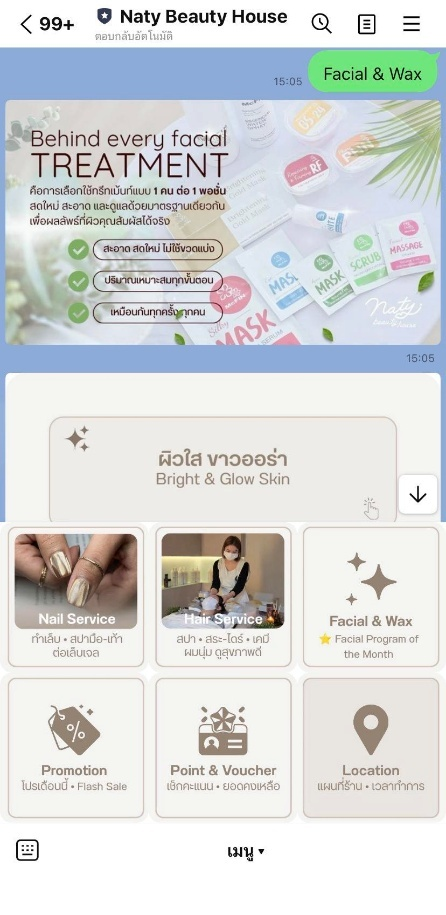 99+
Naty Beauty House
ตอบกลับอัตโนมัติ
15:05
Facial & Wax
Behind every facial
TREATMENT
คือการเลือกใช้ทรีทเม้นท์แบบ 1 คน ต่อ 1 พอชั่น
สดใหม่ สะอาด และดูแลด้วยมาตรฐานเดียวกัน
เพื่อผลลัพธ์ที่ผิวคุณสัมผัสได้จริง
สะอาด สดใหม่ ไม่ใช้ขวดแบ่ง
ปริมาณเหมาะสมทุกขั้นตอน
เหมือนกันทุกครั้ง ทุกคน
RF
MASK
MASK
SCRUB
MASSAGE
MASK
Naty
15:05
ผิวใส ขาวออร่า
Bright & Glow Skin
Nail Service
ทำเล็บ • สปามือ-เท้า
ต่อเล็บเจล
Hair Service
สปา • สระ-ไดร์ • เคมี
ผมนุ่ม ดูสุขภาพดี
Facial & Wax
⭐ Facial Program of
the Month
Promotion
โปรเดือนนี้ • Flash Sale
Point & Voucher
เช็กคะแนน • ยอดคงเหลือ
Location
แผนที่ร้าน • เวลาทำการ
เมนู ▾